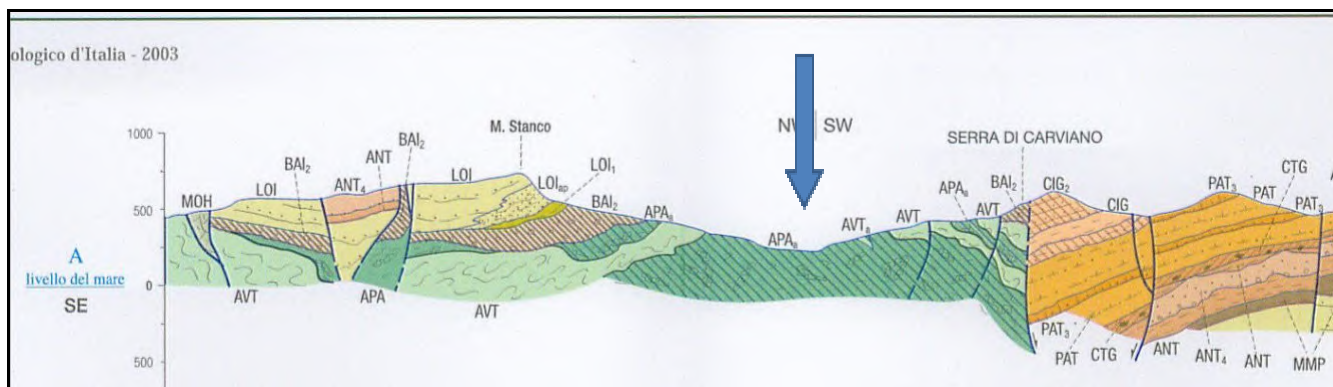 ologico d'Italia - 2003
NW SW
M. Stanco
SERRA DI CARVIANO
1000
BAI₂
ANT
BAI₂
LOI₁
CTG
MOH
LOI
ANT₄
LOI
LOIap
BAI₂
APAa
APAa
AVTa
AVT
APAa
AVT
BAI₂
CIG₂
CIG
PAT₃
PAT
PAT₃
500
A
livello del mare
0
SE
AVT
APA
AVT
PAT₃
PAT
CTG
ANT
ANT₄
ANT
MMP
500